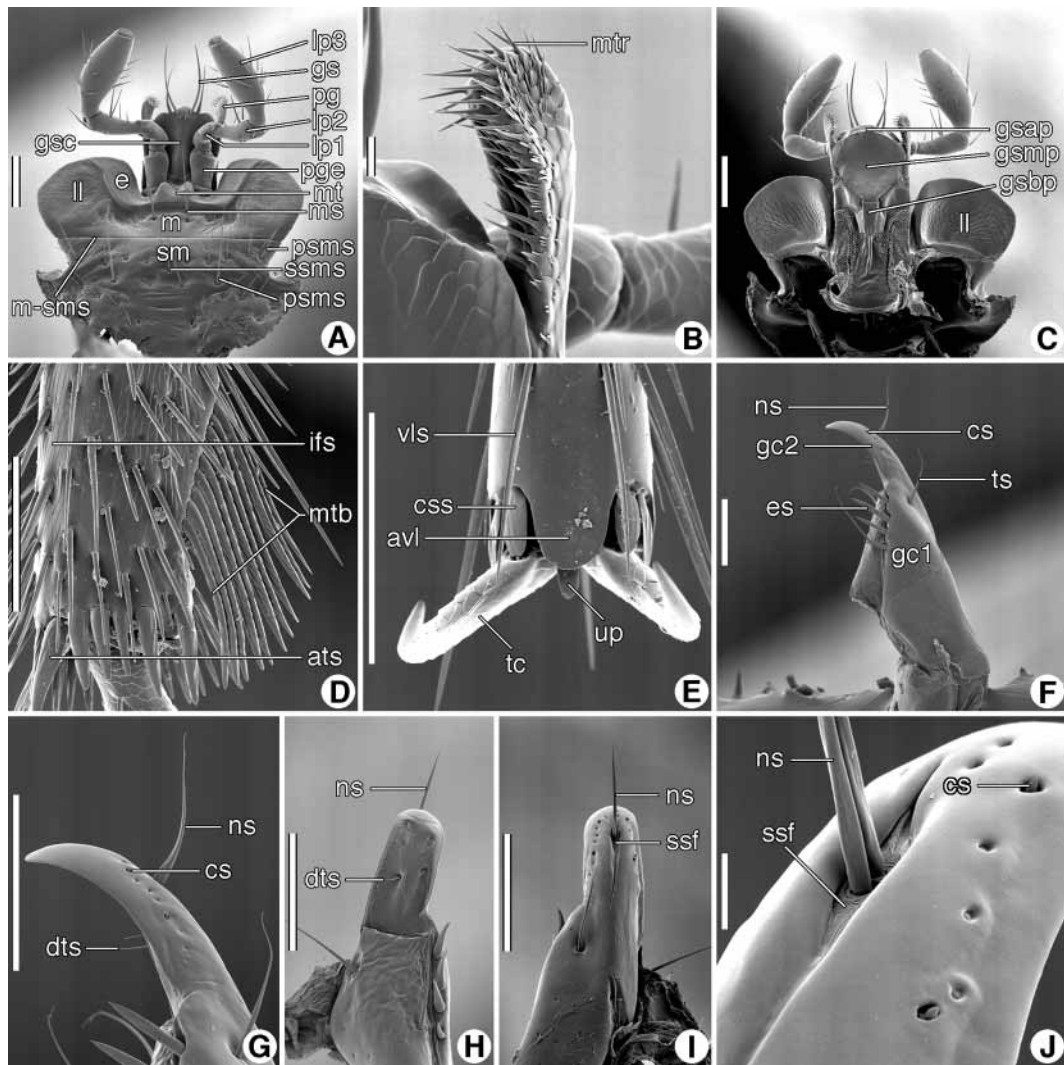 lp3
gs
pg
lp2
gsc
lp1
pge
e
mt
ll
ms
m
sm
psms
ssms
m-sms
psms
A
mtr
B
gsap
gsmp
gsbp
ll
C
ifs
mtb
ats
D
vls
css
avl
up
tc
E
ns
cs
gc2
ts
es
gc1
F
ns
cs
dts
G
ns
dts
H
ns
ssf
I
ns
cs
ssf
J